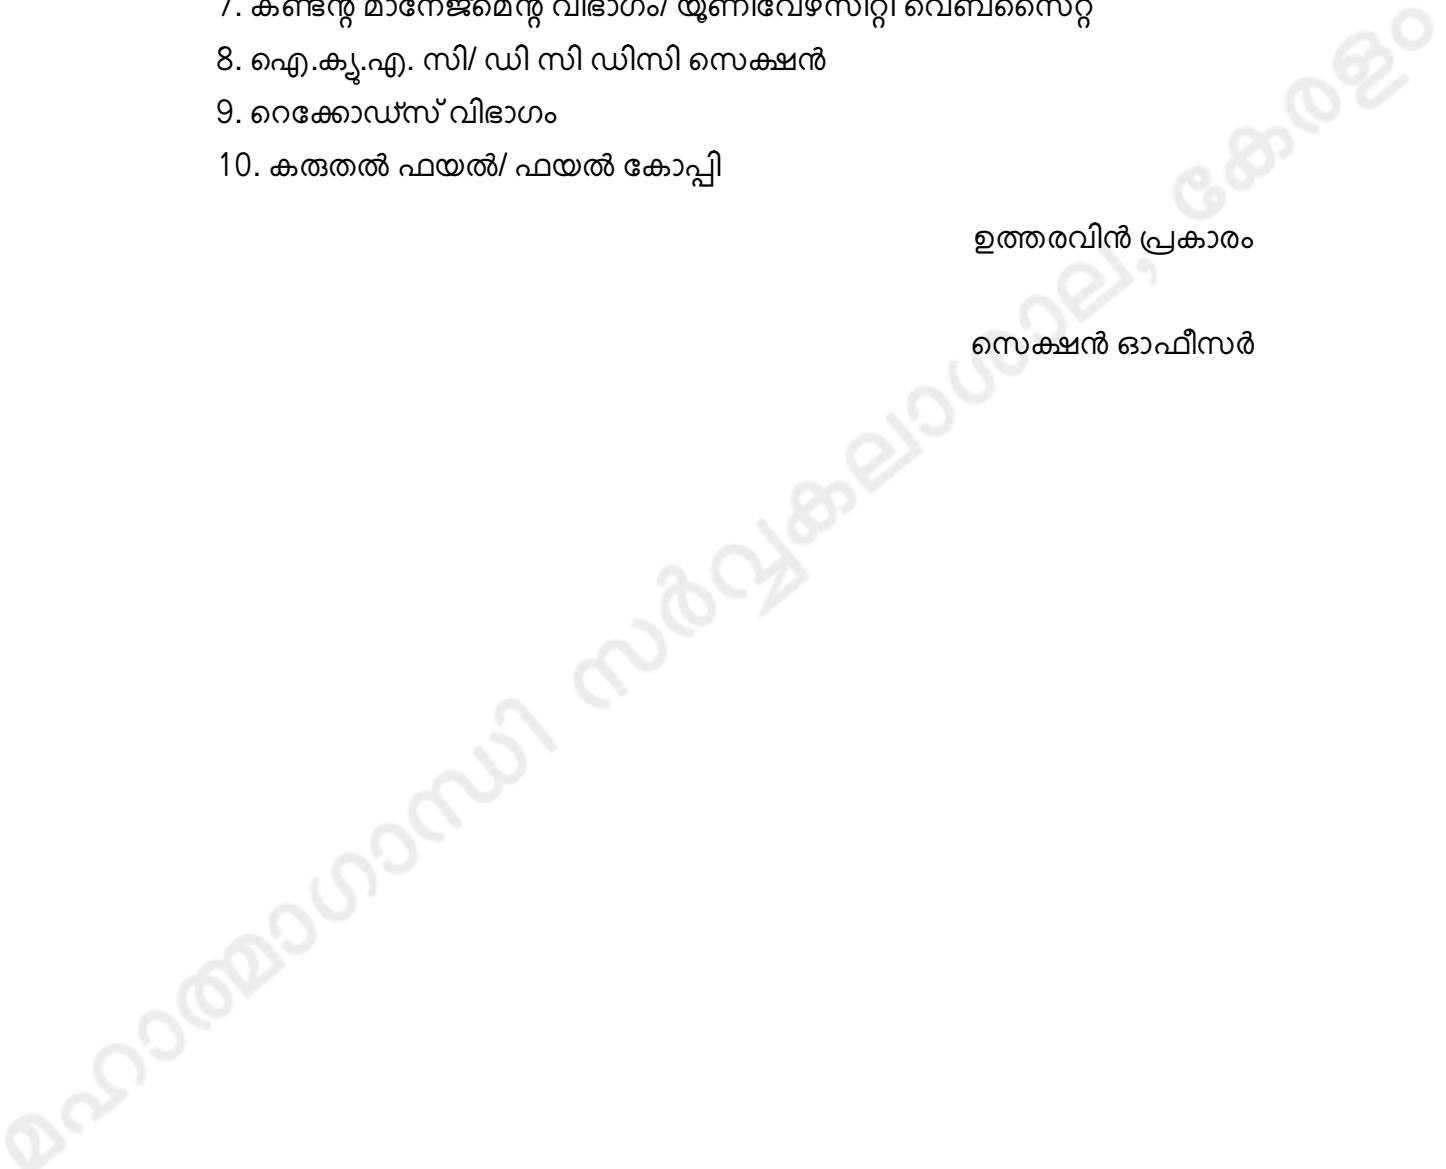 7. കണ്ടന്റ് മാനേജ്മെന്റ് വിഭാഗം/ യൂണിവേഴ്സിറ്റി വെബ്സൈറ്റ്
8. ഐ.ക്യു.എ. സി/ ഡി സി ഡിസി സെക്ഷൻ
9. റെക്കോഡ്സ് വിഭാഗം
10. കരുതൽ ഫയൽ/ ഫയൽ കോപ്പി
ഉത്തരവിൻ പ്രകാരം
സെക്ഷൻ ഓഫീസർ
മഹാത്മാഗാന്ധി സർവ്വകലാശാല, കേരളം